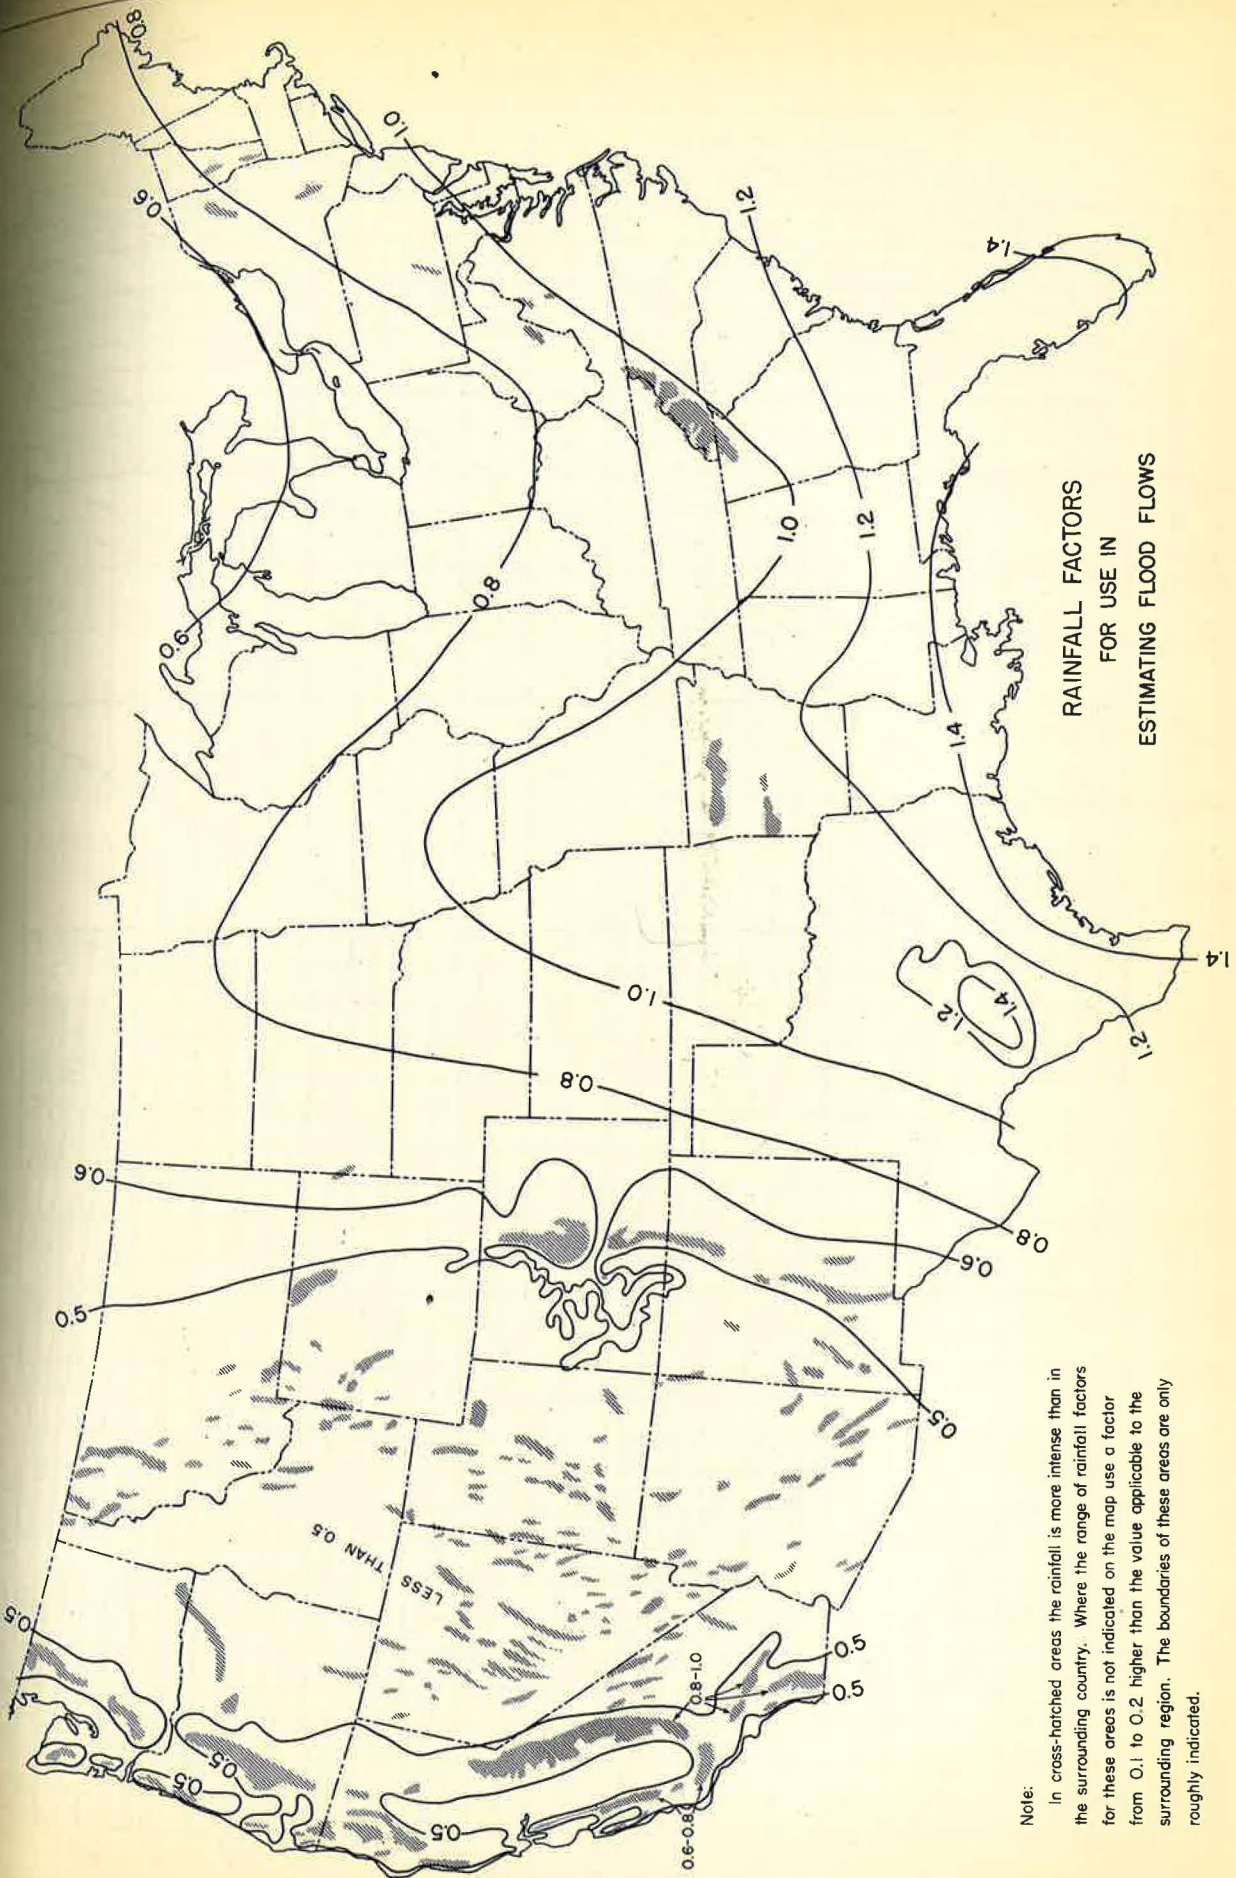 RAINFALL FACTORS
FOR USE IN
ESTIMATING FLOOD FLOWS
0.8
0.6
1.0
1.2
1.4
0.6
0.8
1.0
1.2
1.4
1.4
1.2
1.2
1.4
1.0
0.8
0.6
0.8
0.6
0.5
0.5
LESS
THAN 0.5
0.5
0.5
0.5
0.5
0.6-0.8
0.8-1.0
0.5
0.5
Note:
In cross-hatched areas the rainfall is more intense than in
the surrounding country. Where the range of rainfall factors
for these areas is not indicated on the map use a factor
from 0.1 to 0.2 higher than the value applicable to the
surrounding region. The boundaries of these areas are only
roughly indicated.